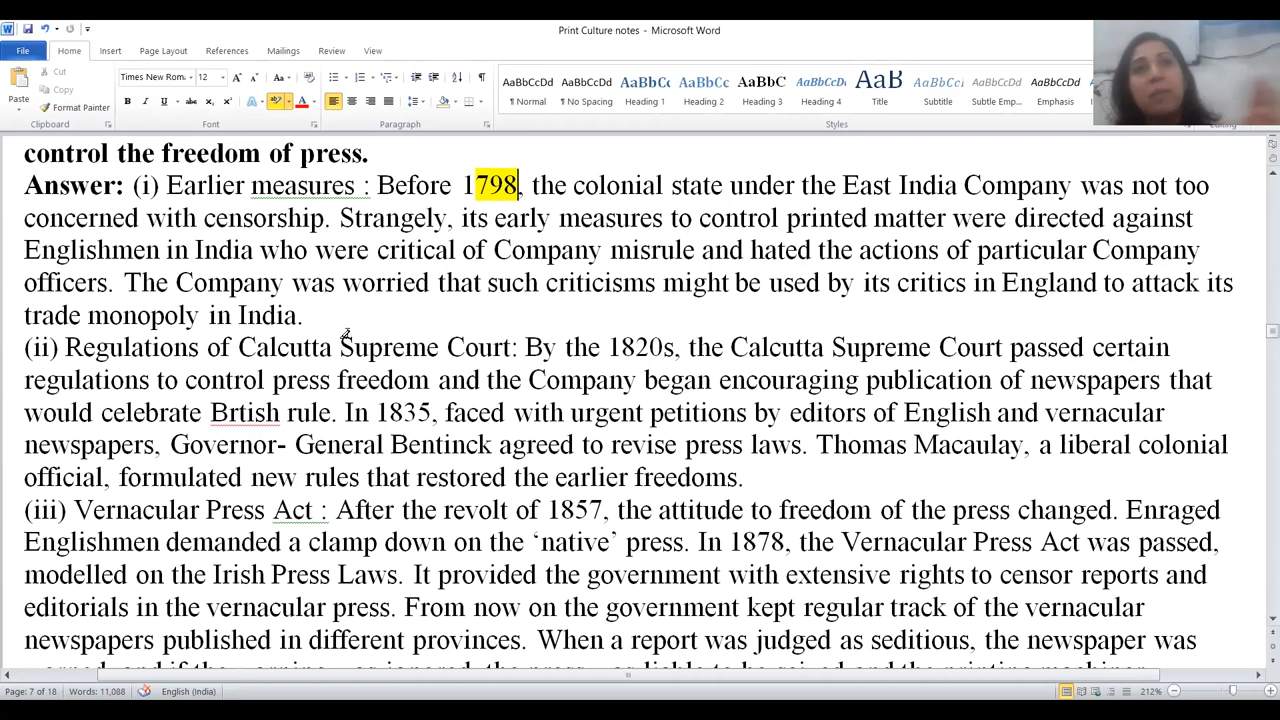 Print Culture notes - Microsoft Word
File Home Insert Page Layout References Mailings Review View
Paste
Cut
Copy
Format Painter
Clipboard
Times New Rom 12
Font
Paragraph
AaBbCcDd AaBbCcDd AaBbC AaBbCc AaBbC AaBbCcDd AaB AaBbCc AaBbCcDd AaBbCcDd
¶ Normal ¶ No Spacing Heading 1 Heading 2 Heading 3 Heading 4 Title Subtitle Subtle Emp... Emphasis
Styles
control the freedom of press.
Answer: (i) Earlier measures : Before 1798, the colonial state under the East India Company was not too
concerned with censorship. Strangely, its early measures to control printed matter were directed against
Englishmen in India who were critical of Company misrule and hated the actions of particular Company
officers. The Company was worried that such criticisms might be used by its critics in England to attack its
trade monopoly in India.
(ii) Regulations of Calcutta Supreme Court: By the 1820s, the Calcutta Supreme Court passed certain
regulations to control press freedom and the Company began encouraging publication of newspapers that
would celebrate Brtish rule. In 1835, faced with urgent petitions by editors of English and vernacular
newspapers, Governor- General Bentinck agreed to revise press laws. Thomas Macaulay, a liberal colonial
official, formulated new rules that restored the earlier freedoms.
(iii) Vernacular Press Act : After the revolt of 1857, the attitude to freedom of the press changed. Enraged
Englishmen demanded a clamp down on the ‘native’ press. In 1878, the Vernacular Press Act was passed,
modelled on the Irish Press Laws. It provided the government with extensive rights to censor reports and
editorials in the vernacular press. From now on the government kept regular track of the vernacular
newspapers published in different provinces. When a report was judged as seditious, the newspaper was
Page: 7 of 18 Words: 11,088 English (India) 212%